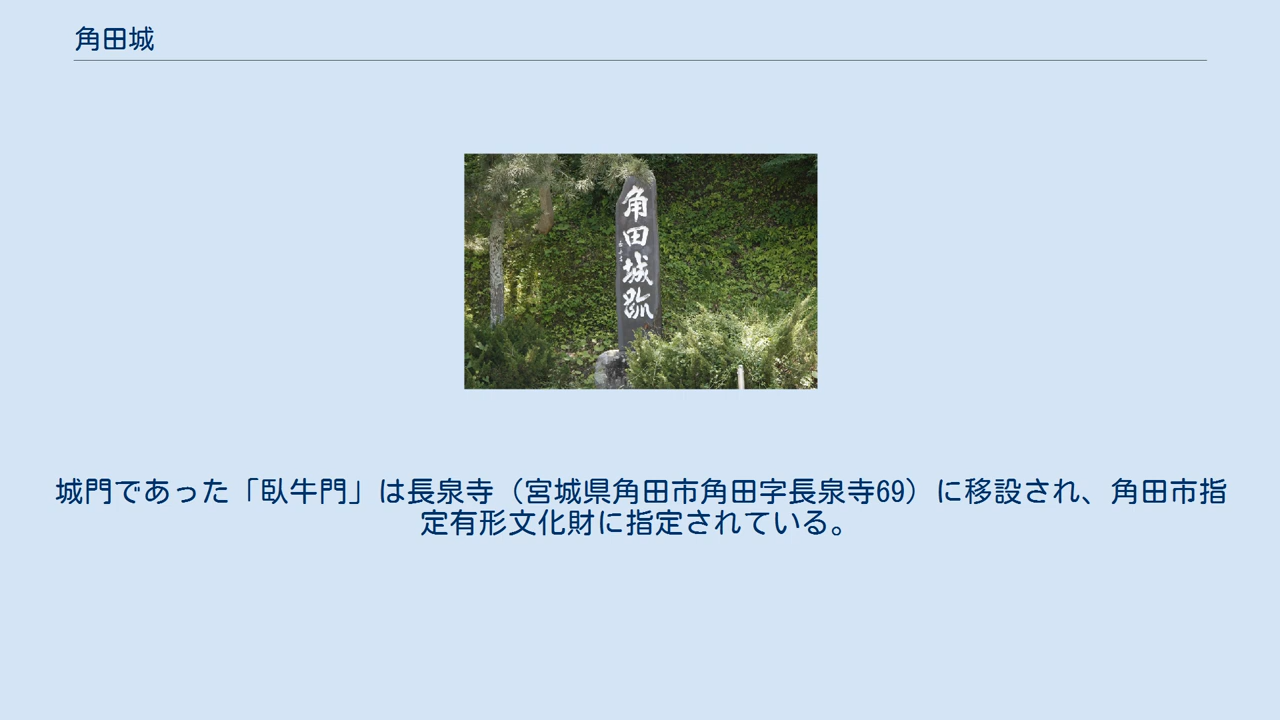 角田城
角田城跡
城門であった「臥牛門」は長泉寺（宮城県角田市角田字長泉寺69）に移設され、角田市指
定有形文化財に指定されている。